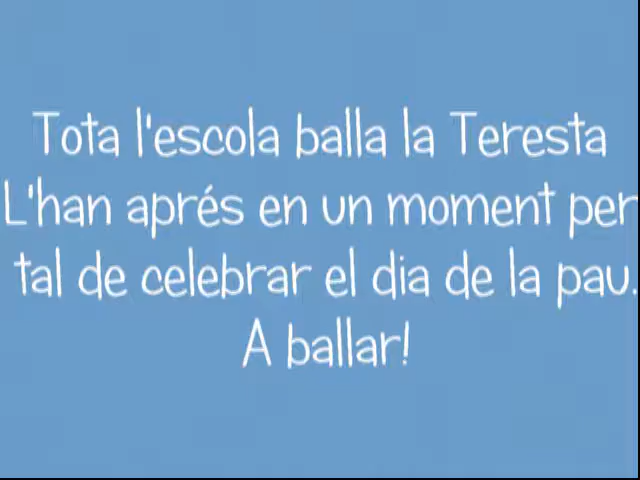 Tota l'escola balla la Teresta
L'han aprés en un moment per
tal de celebrar el dia de la pau.
A ballar!